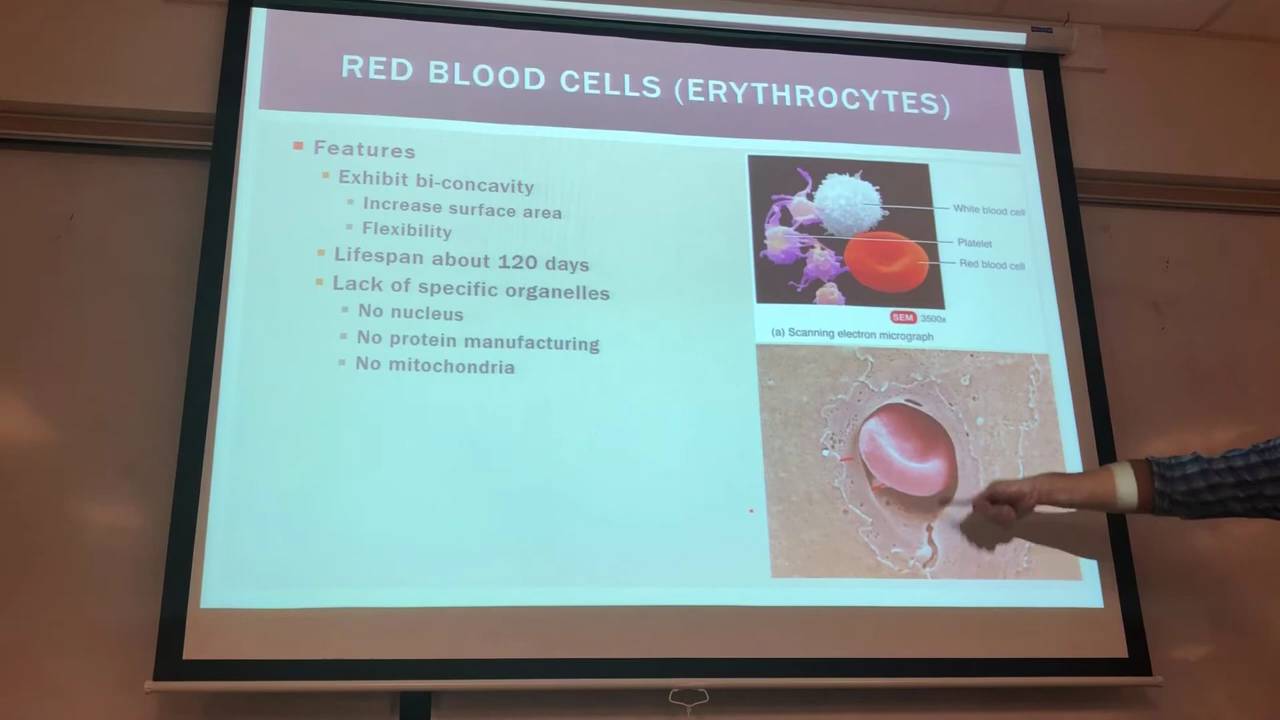 RED BLOOD CELLS (ERYTHROCYTES)
Features
Exhibit bi-concavity
Increase surface area
Flexibility
Lifespan about 120 days
Lack of specific organelles
No nucleus
No protein manufacturing
No mitochondria
White blood cell
Platelet
Red blood cell
SEM 3500x
(a) Scanning electron micrograph